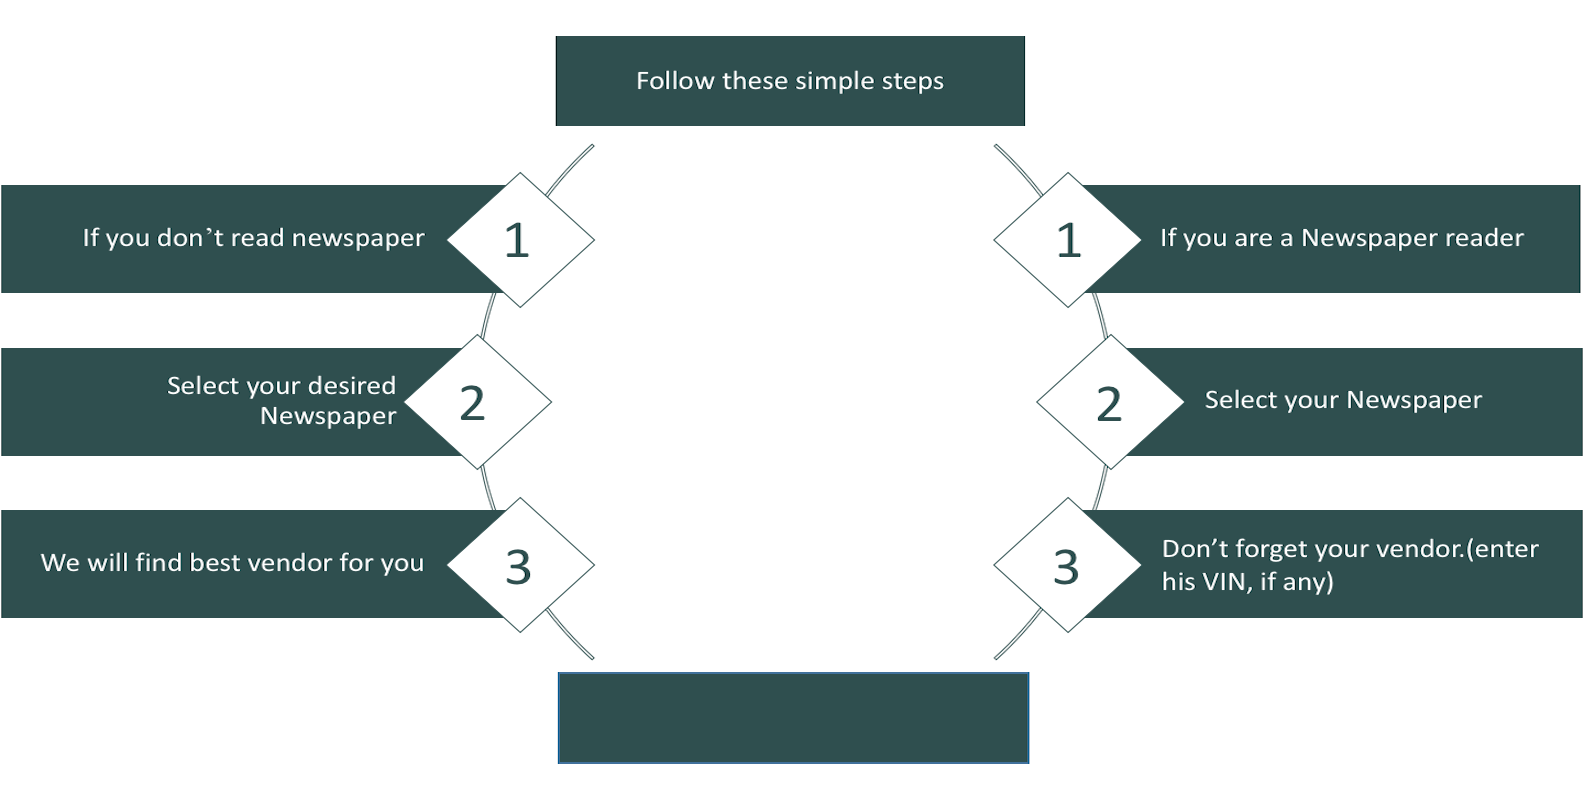 Follow these simple steps
If you don’t read newspaper
1
Select your desired
Newspaper
2
We will find best vendor for you
3
1
If you are a Newspaper reader
2
Select your Newspaper
3
Don’t forget your vendor.(enter
his VIN, if any)